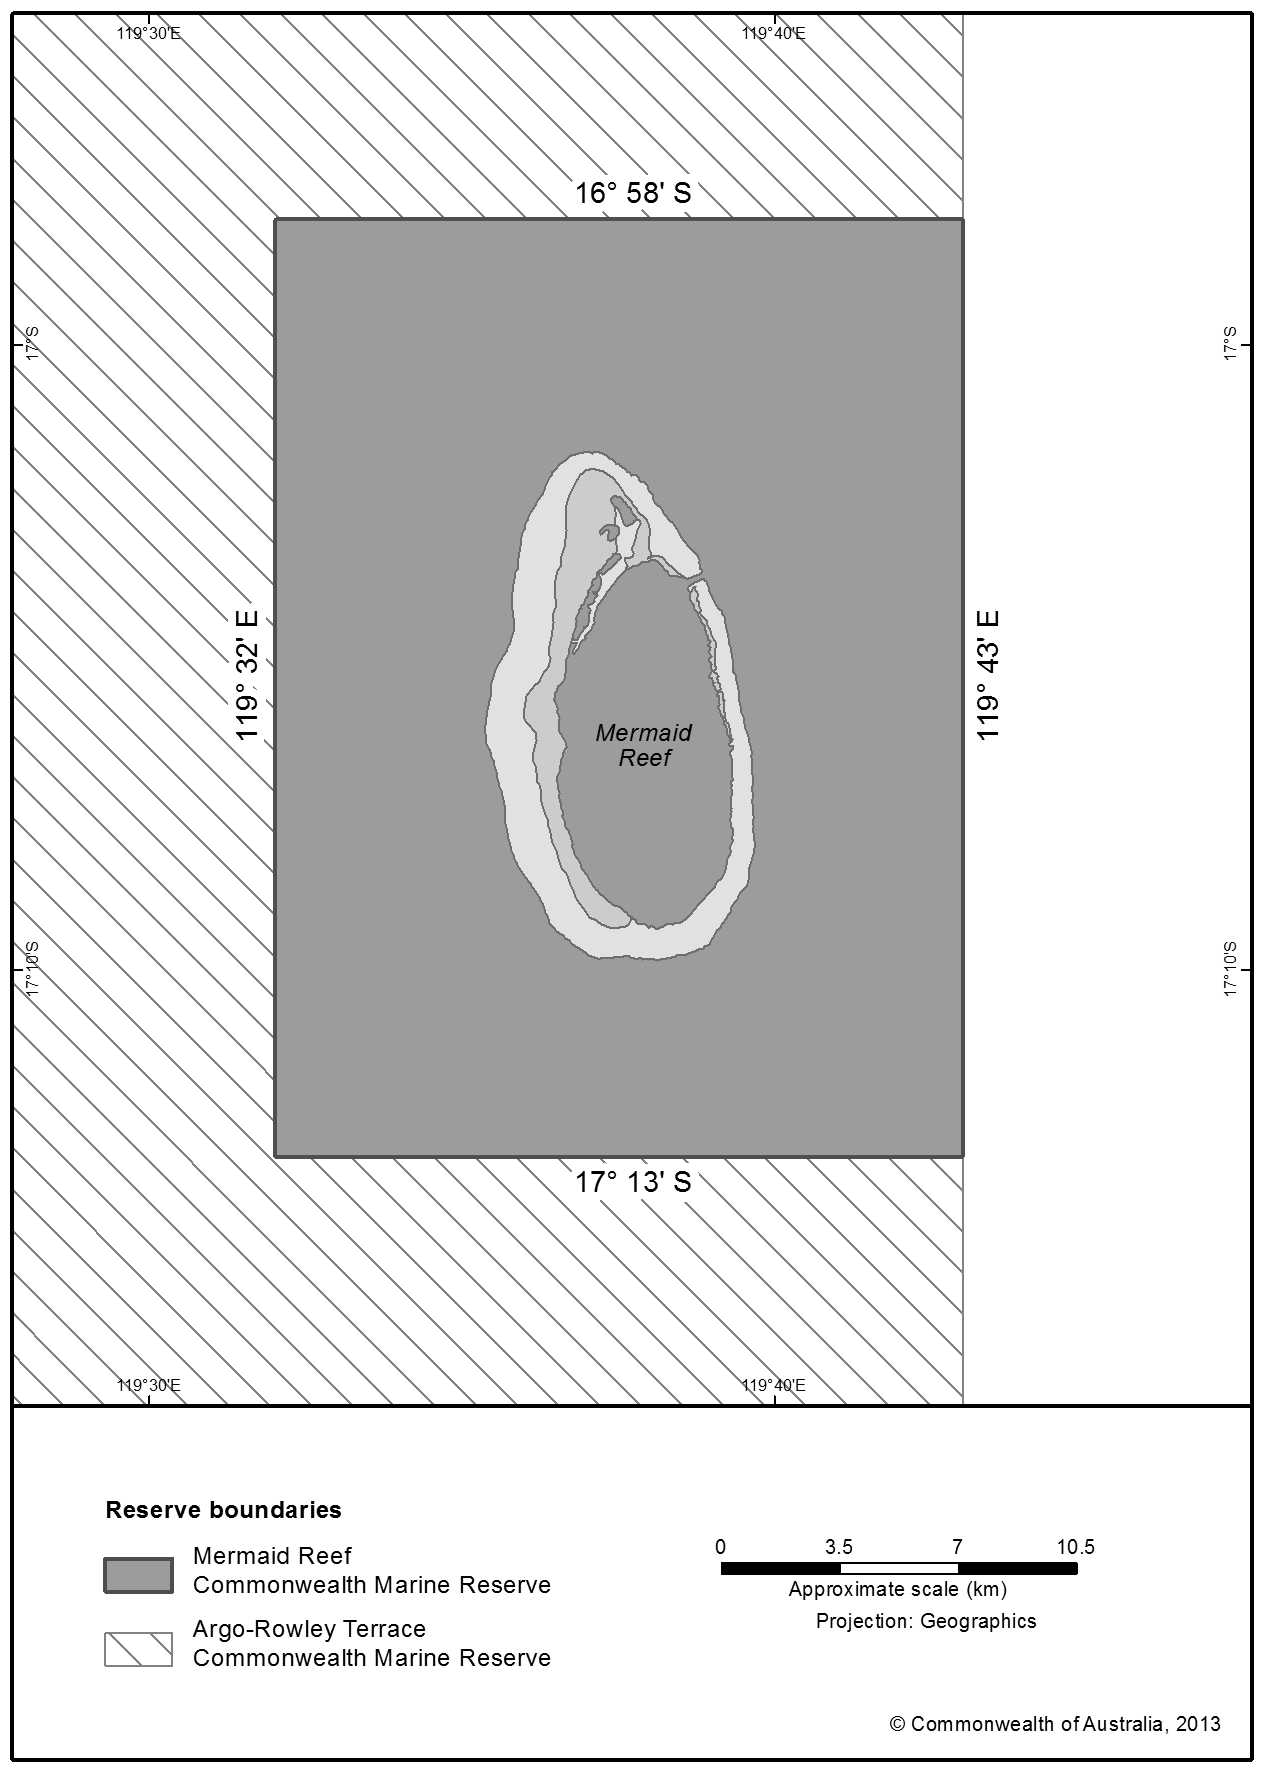 119°30'E
119°40'E
16° 58' S
17°S
17°S
119° 32' E
119° 43' E
Mermaid
Reef
17°10'S
17°10'S
17° 13' S
119°30'E
119°40'E
Reserve boundaries
Mermaid Reef
Commonwealth Marine Reserve
Argo-Rowley Terrace
Commonwealth Marine Reserve
0 3.5 7 10.5
Approximate scale (km)
Projection: Geographics
© Commonwealth of Australia, 2013